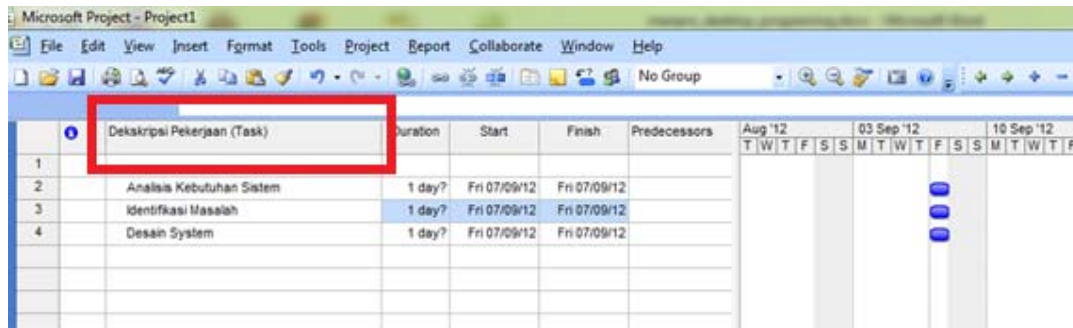 Microsoft Project - Project1
File Edit View Insert Format Tools Project Report Collaborate Window Help
No Group
Dekskripsi Pekerjaan (Task) Duration Start Finish Predecessors Aug '12 03 Sep '12 10 Sep '12
T W T F S S M T W T F S S M T W T F
1
2 Analisis Kebutuhan Sistem 1 day? Fri 07/09/12 Fri 07/09/12
3 Identifikasi Masalah 1 day? Fri 07/09/12 Fri 07/09/12
4 Desain System 1 day? Fri 07/09/12 Fri 07/09/12